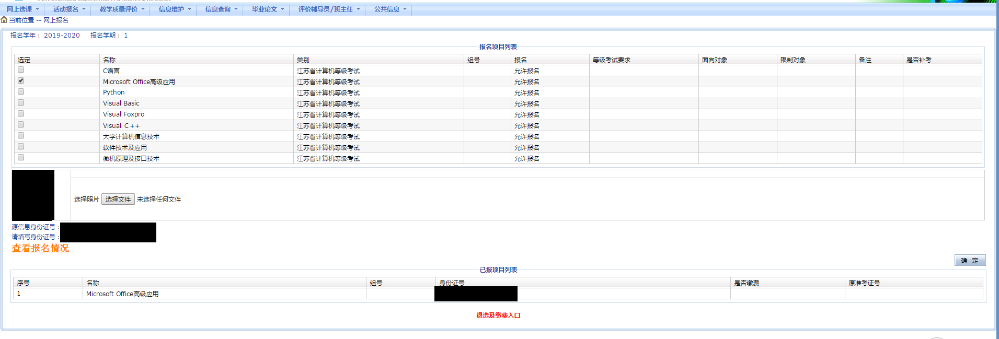 网上选课 活动报名 教学质量评价 信息维护 信息查询 毕业论文 评价辅导员/班主任 公共信息
当前位置 -- 网上报名
报名学年： 2019-2020 报名学期： 1
报名项目列表
选定 名称 类别 组号 报名 等级考试要求 面向对象 限制对象 备注 是否补考
C语言 江苏省计算机等级考试 允许报名
Microsoft Office高级应用 江苏省计算机等级考试 允许报名
Python 江苏省计算机等级考试 允许报名
Visual Basic 江苏省计算机等级考试 允许报名
Visual Foxpro 江苏省计算机等级考试 允许报名
Visual C++ 江苏省计算机等级考试 允许报名
大学计算机信息技术 江苏省计算机等级考试 允许报名
软件技术及应用 江苏省计算机等级考试 允许报名
微机原理及接口技术 江苏省计算机等级考试 允许报名
选择照片 选择文件 未选择任何文件
源信息身份证号：
请填写身份证号：
查看报名情况
确 定
已报项目列表
序号 名称 组号 身份证号 是否缴费 原准考证号
1 Microsoft Office高级应用
退选及缴费入口